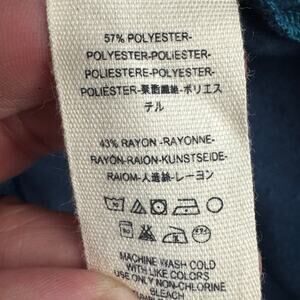 57% POLYESTER-
POLYESTER-POLIESTER-
POLIESTERE-POLYESTER-
POLIESTER-聚酯纖維-ポリエス
テル
43% RAYON -RAYONNE-
RAYON-RAION-KUNSTSEIDE-
RAIOM-人造絲-レーヨン
MACHINE WASH COLD
WITH LIKE COLORS
USE ONLY NON-CHLORINE
BLEACH